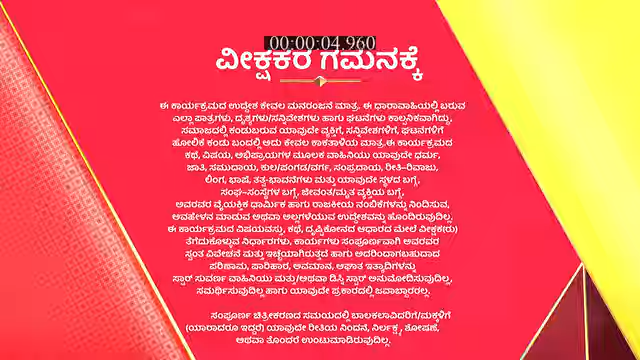 00:00:04.960
ವೀಕ್ಷಕರ ಗಮನಕ್ಕೆ
ಈ ಕಾರ್ಯಕ್ರಮದ ಉದ್ದೇಶ ಕೇವಲ ಮನರಂಜನೆ ಮಾತ್ರ. ಈ ಧಾರಾವಾಹಿಯಲ್ಲಿ ಬರುವ
ಎಲ್ಲಾ ಪಾತ್ರಗಳು, ದೃಶ್ಯಗಳು/ಸನ್ನಿವೇಶಗಳು ಹಾಗು ಘಟನೆಗಳು ಕಾಲ್ಪನಿಕವಾಗಿದ್ದು,
ಸಮಾಜದಲ್ಲಿ ಕಂಡುಬರುವ ಯಾವುದೇ ವ್ಯಕ್ತಿಗೆ, ಸನ್ನಿವೇಶಗಳಿಗೆ, ಘಟನೆಗಳಿಗೆ
ಹೋಲಿಕೆ ಕಂಡು ಬಂದಲ್ಲಿ ಅದು ಕೇವಲ ಕಾಕತಾಳೀಯ ಮಾತ್ರ.ಈ ಕಾರ್ಯಕ್ರಮದ
ಕಥೆ, ವಿಷಯ, ಅಭಿಪ್ರಾಯಗಳ ಮೂಲಕ ವಾಹಿನಿಯು ಯಾವುದೇ ಧರ್ಮ,
ಜಾತಿ, ಸಮುದಾಯ, ಕುಲ/ಪಂಗಡ/ವರ್ಗ, ಸಂಪ್ರದಾಯ, ರೀತಿ-ರಿವಾಜು,
ಲಿಂಗ, ಭಾಷೆ, ತತ್ವ-ಭಾವನೆಗಳು ಮತ್ತು ಯಾವುದೇ ಸ್ಥಳದ ಬಗ್ಗೆ,
ಸಂಘ-ಸಂಸ್ಥೆಗಳ ಬಗ್ಗೆ, ಜೀವಂತ/ಮೃತ ವ್ಯಕ್ತಿಯ ಬಗ್ಗೆ,
ಅವರವರ ವೈಯಕ್ತಿಕ ಧಾರ್ಮಿಕ ಹಾಗು ರಾಜಕೀಯ ನಂಬಿಕೆಗಳನ್ನು ನಿಂದಿಸುವ,
ಅವಹೇಳನ ಮಾಡುವ ಅಥವಾ ಅಲ್ಲಗಳೆಯುವ ಉದ್ದೇಶವನ್ನು ಹೊಂದಿರುವುದಿಲ್ಲ.
ಈ ಕಾರ್ಯಕ್ರಮದ ವಿಷಯವಸ್ತು, ಕಥೆ, ದೃಷ್ಟಿಕೋನದ ಆಧಾರದ ಮೇಲೆ ವೀಕ್ಷಕ(ರು)
ತೆಗೆದುಕೊಳ್ಳುವ ನಿರ್ಧಾರಗಳು, ಕಾರ್ಯಗಳು ಸಂಪೂರ್ಣವಾಗಿ ಅವರವರ
ಸ್ವಂತ ವಿವೇಚನೆ ಮತ್ತು ಇಚ್ಛೆಯಾಗಿರುತ್ತದೆ ಹಾಗು ಅದರಿಂದಾಗಬಹುದಾದ
ಪರಿಣಾಮ, ಪಾರಿಹಾರ, ಅವಮಾನ, ಆಘಾತ ಇತ್ಯಾದಿಗಳನ್ನು
ಸ್ಟಾರ್ ಸುವರ್ಣ ವಾಹಿನಿಯು ಮತ್ತು/ಅಥವಾ ಡಿಸ್ನಿ ಸ್ಟಾರ್ ಅನುಮೋದಿಸುವುದಿಲ್ಲ,
ಸಮರ್ಥಿಸುವುದಿಲ್ಲ ಹಾಗು ಯಾವುದೇ ಪ್ರಕಾರದಲ್ಲಿ ಜವಾಬ್ದಾರರಲ್ಲ.
ಸಂಪೂರ್ಣ ಚಿತ್ರೀಕರಣದ ಸಮಯದಲ್ಲಿ ಬಾಲಕಲಾವಿದರಿಗೆ/ಮಕ್ಕಳಿಗೆ
(ಯಾರಾದರೂ ಇದ್ದರೆ) ಯಾವುದೇ ರೀತಿಯ ನಿಂದನೆ, ನಿರ್ಲಕ್ಷ್ಯ, ಶೋಷಣೆ,
ಅಥವಾ ತೊಂದರೆ ಉಂಟುಮಾಡಿರುವುದಿಲ್ಲ.